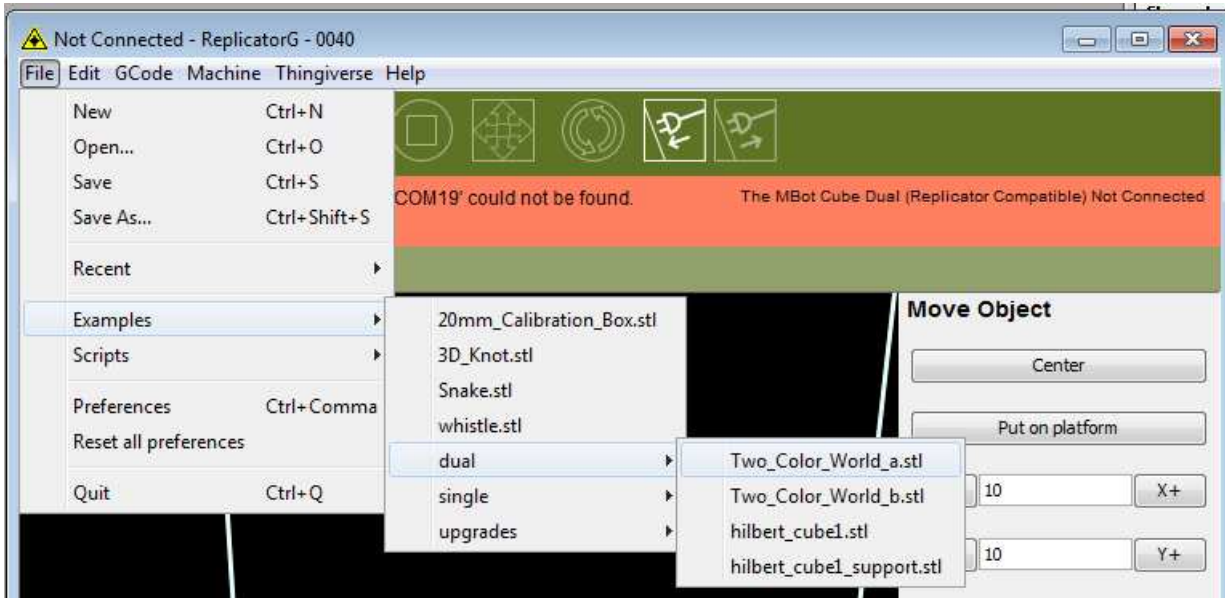 Not Connected - ReplicatorG - 0040
File Edit GCode Machine Thingiverse Help
New Ctrl+N
Open... Ctrl+O
Save Ctrl+S
Save As... Ctrl+Shift+S
Recent
Examples
Scripts
Preferences Ctrl+Comma
Reset all preferences
Quit Ctrl+Q
COM19' could not be found.
The MBot Cube Dual (Replicator Compatible) Not Connected
20mm_Calibration_Box.stl
3D_Knot.stl
Snake.stl
whistle.stl
dual
single
upgrades
Two_Color_World_a.stl
Two_Color_World_b.stl
hilbert_cube1.stl
hilbert_cube1_support.stl
Move Object
Center
Put on platform
10 X+
10 Y+